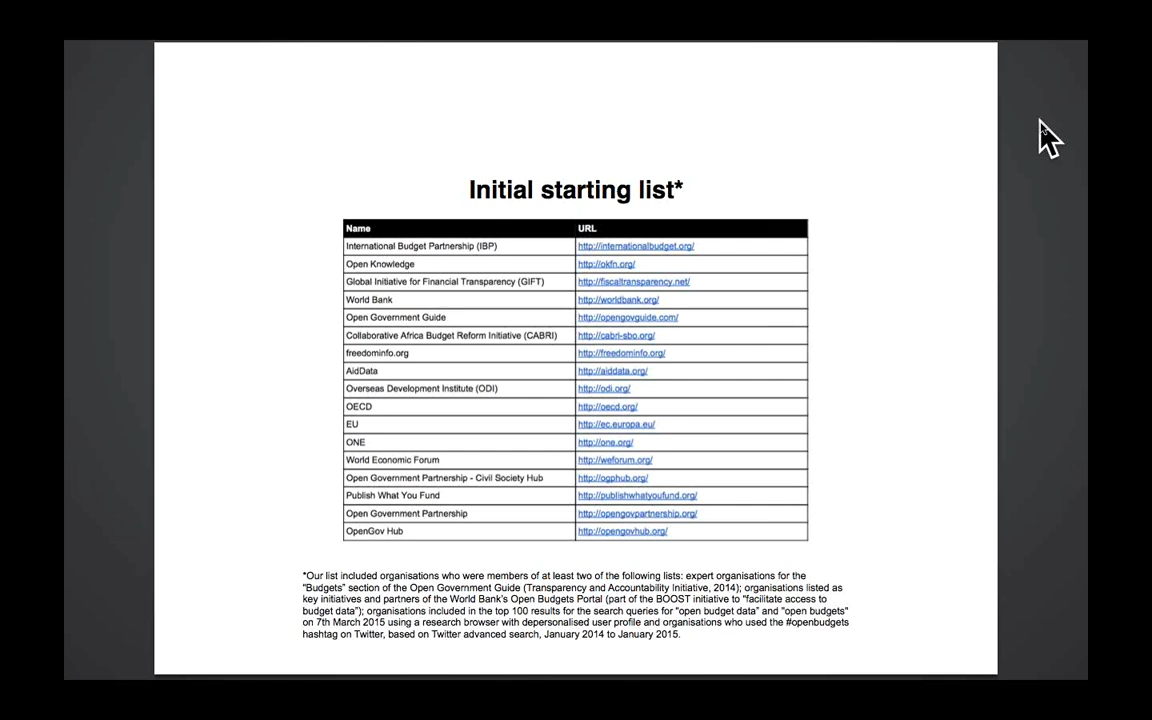 Initial starting list*
Name URL
International Budget Partnership (IBP) http://internationalbudget.org/
Open Knowledge http://okfn.org/
Global Initiative for Financial Transparency (GIFT) http://fiscaltransparency.net/
World Bank http://worldbank.org/
Open Government Guide http://opengovguide.com/
Collaborative Africa Budget Reform Initiative (CABRI) http://cabri-sbo.org/
freedominfo.org http://freedominfo.org/
AidData http://aiddata.org/
Overseas Development Institute (ODI) http://odi.org/
OECD http://oecd.org/
EU http://ec.europa.eu/
ONE http://one.org/
World Economic Forum http://weforum.org/
Open Government Partnership - Civil Society Hub http://ogphub.org/
Publish What You Fund http://publishwhatyoufund.org/
Open Government Partnership http://opengovpartnership.org/
OpenGov Hub http://opengovhub.org/
*Our list included organisations who were members of at least two of the following lists: expert organisations for the
"Budgets" section of the Open Government Guide (Transparency and Accountability Initiative, 2014); organisations listed as
key initiatives and partners of the World Bank's Open Budgets Portal (part of the BOOST initiative to "facilitate access to
budget data"); organisations included in the top 100 results for the search queries for "open budget data" and "open budgets"
on 7th March 2015 using a research browser with depersonalised user profile and organisations who used the #openbudgets
hashtag on Twitter, based on Twitter advanced search, January 2014 to January 2015.